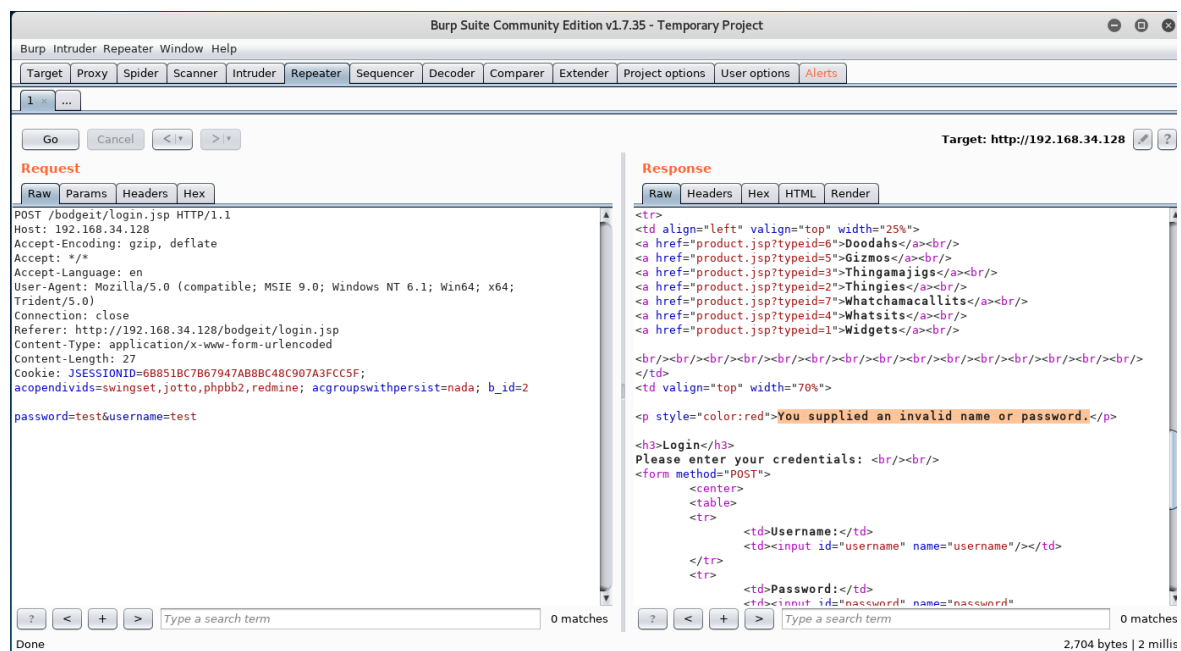 Burp Suite Community Edition v1.7.35 - Temporary Project
Burp Intruder Repeater Window Help
Target Proxy Spider Scanner Intruder Repeater Sequencer Decoder Comparer Extender Project options User options Alerts
1 × ...
Go Cancel < > Target: http://192.168.34.128 ?
Request
Raw Params Headers Hex
POST /bodgeit/login.jsp HTTP/1.1
Host: 192.168.34.128
Accept-Encoding: gzip, deflate
Accept: */*
Accept-Language: en
User-Agent: Mozilla/5.0 (compatible; MSIE 9.0; Windows NT 6.1; Win64; x64;
Trident/5.0)
Connection: close
Referer: http://192.168.34.128/bodgeit/login.jsp
Content-Type: application/x-www-form-urlencoded
Content-Length: 27
Cookie: JSESSIONID=6B851BC7B67947AB8BC48C907A3FCC5F;
acopendivids=swingset,jotto,phpbb2,redmine; acgroupswithpersist=nada; b_id=2
password=test&username=test
? < + > Type a search term 0 matches
Response
Raw Headers Hex HTML Render
<tr>
<td align="left" valign="top" width="25%">
<a href="product.jsp?typeid=6">Doodahs</a><br/>
<a href="product.jsp?typeid=5">Gizmos</a><br/>
<a href="product.jsp?typeid=3">Thingamajigs</a><br/>
<a href="product.jsp?typeid=2">Thingies</a><br/>
<a href="product.jsp?typeid=7">Whatchamacallits</a><br/>
<a href="product.jsp?typeid=4">Whatsits</a><br/>
<a href="product.jsp?typeid=1">Widgets</a><br/>
<br/><br/><br/><br/><br/><br/><br/><br/><br/><br/><br/><br/><br/><br/><br/>
</td>
<td valign="top" width="70%">
<p style="color:red">You supplied an invalid name or password.</p>
<h3>Login</h3>
Please enter your credentials: <br/><br/>
<form method="POST">
<center>
<table>
<tr>
<td>Username:</td>
<td><input id="username" name="username"/></td>
</tr>
<tr>
<td>Password:</td>
<td><input id="password" name="password"
? < + > Type a search term 0 matches
Done
2,704 bytes | 2 millis